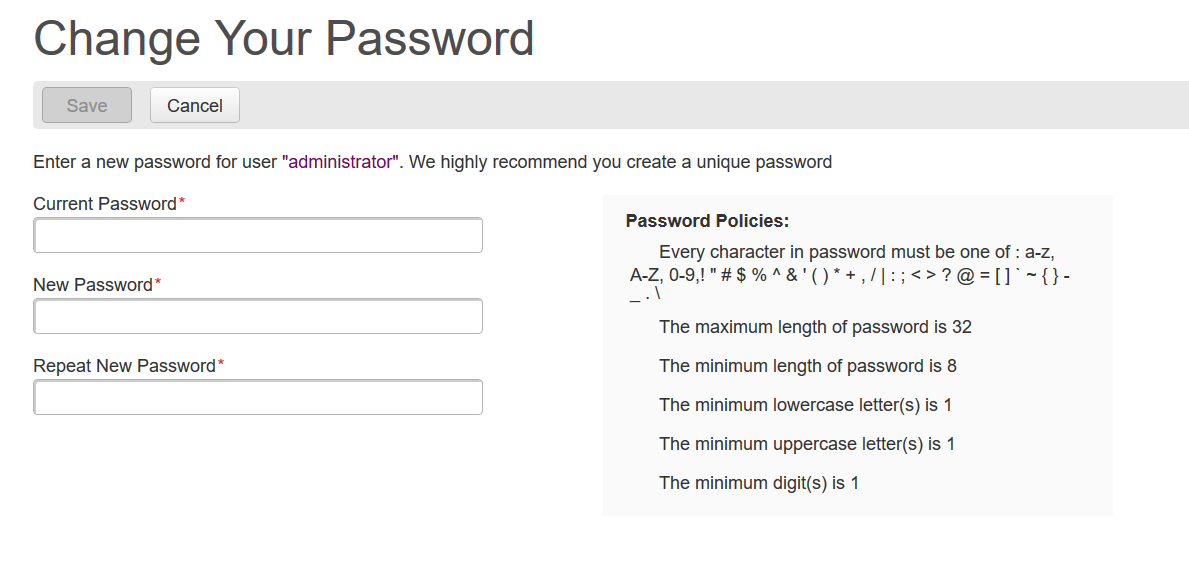 Change Your Password
Save
Cancel
Enter a new password for user "administrator". We highly recommend you create a unique password
Current Password*
New Password*
Repeat New Password*
Password Policies:
Every character in password must be one of : a-z,
A-Z, 0-9,! " # $ % ^ & ' ( ) * + , / | : ; < > ? @ = [ ] ` ~ { } -
_ . \
The maximum length of password is 32
The minimum length of password is 8
The minimum lowercase letter(s) is 1
The minimum uppercase letter(s) is 1
The minimum digit(s) is 1